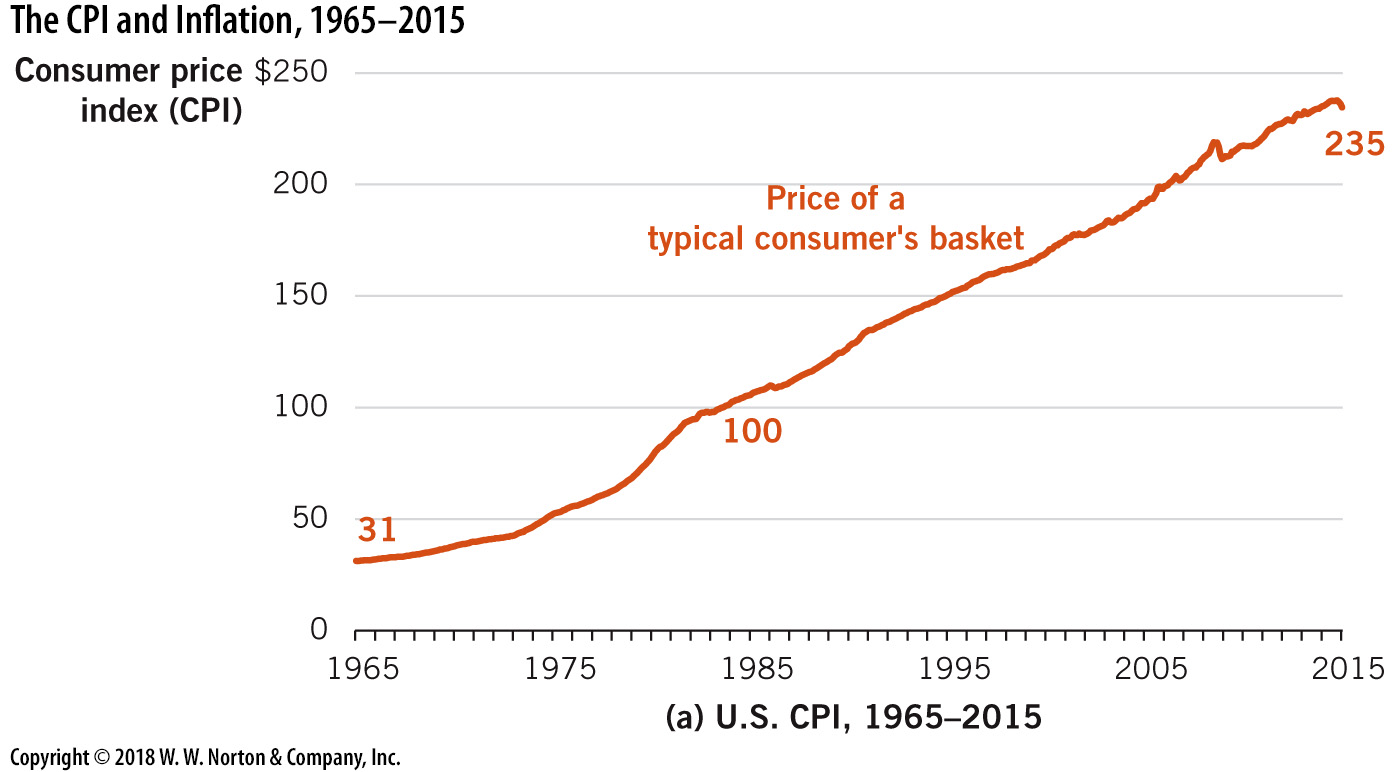 The CPI and Inflation, 1965–2015
Consumer price
index (CPI)
$250
200
150
100
50
0
Price of a
typical consumer's basket
31
100
235
1965 1975 1985 1995 2005 2015
(a) U.S. CPI, 1965–2015
Copyright © 2018 W. W. Norton & Company, Inc.